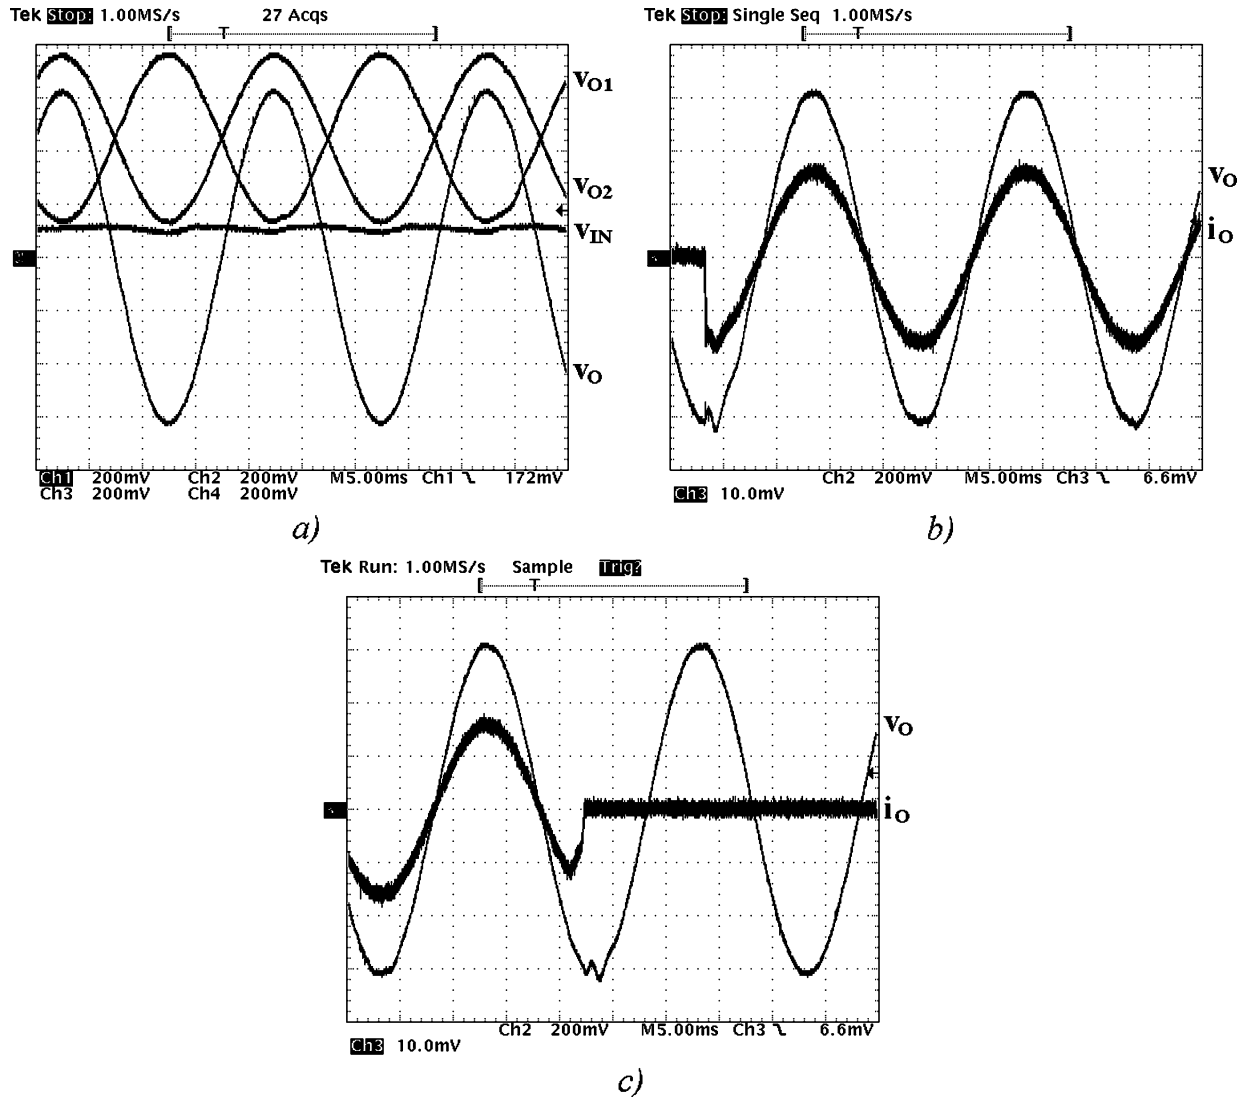 Tek Stop: 1.00MS/s 27 Acqs
[ T ]
vO1
vO2
vIN
vO
Ch1 200mV Ch2 200mV M5.00ms Ch1 172mV
Ch3 200mV Ch4 200mV
a)
Tek Stop: Single Seq 1.00MS/s
[ T ]
vO
iO
Ch2 200mV M5.00ms Ch3 6.6mV
Ch3 10.0mV
b)
Tek Run: 1.00MS/s Sample Trig?
[ T ]
vO
iO
Ch2 200mV M5.00ms Ch3 6.6mV
Ch3 10.0mV
c)